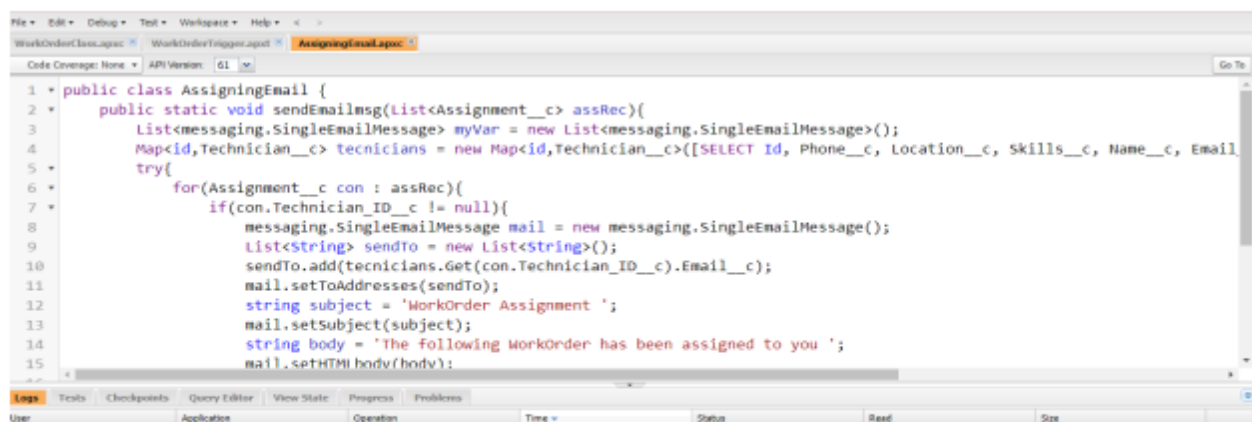 File Edit Debug Test Workspace Help < >
WorkOrderClass.apxc WorkOrderTrigger.apxt AssigningEmail.apxc
Code Coverage: None API Version: 61 Go To
1 public class AssigningEmail {
2 public static void sendEmailmsg(List<Assignment__c> assRec){
3 List<messaging.SingleEmailMessage> myVar = new List<messaging.SingleEmailMessage>();
4 Map<id,Technician__c> tecnicians = new Map<id,Technician__c>([SELECT Id, Phone__c, Location__c, Skills__c, Name__c, Email_
5 try{
6 for(Assignment__c con : assRec){
7 if(con.Technician_ID__c != null){
8 messaging.SingleEmailMessage mail = new messaging.SingleEmailMessage();
9 List<String> sendTo = new List<String>();
10 sendTo.add(tecnicians.Get(con.Technician_ID__c).Email__c);
11 mail.setToAddresses(sendTo);
12 string subject = 'WorkOrder Assignment ';
13 mail.setSubject(subject);
14 string body = 'The following WorkOrder has been assigned to you ';
15 mail.setHTMLbody(body);
Logs Tests Checkpoints Query Editor View State Progress Problems
User Application Operation Time Status Read Size